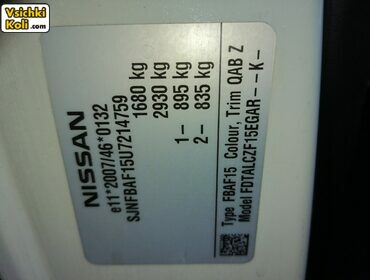 Vsichki
Koli.com
NISSAN
e11*2007/46*0132
SJNFBAF15U7214759
1680 kg
2930 kg
1– 895 kg
2– 835 kg
Type FBAF15 Colour, Trim QAB Z
Model FDTALCZF15EGAR--K-